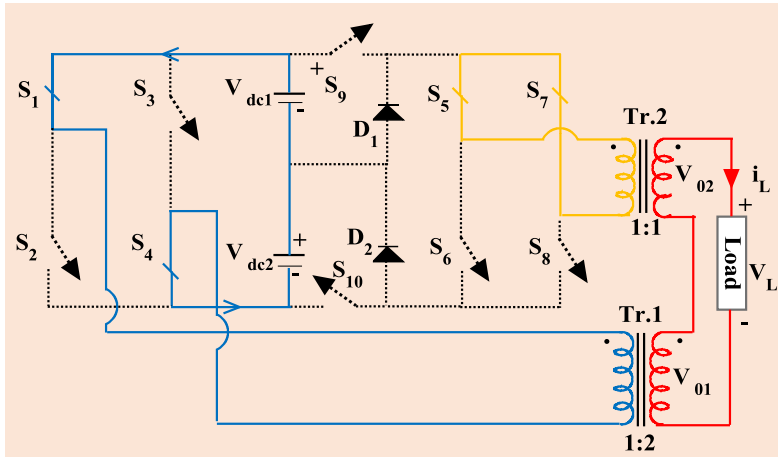 +
S9
S1
S3
Vdc1
-
S5
S7
Tr.2
D1
V02
iL
+
1:1
S2
S4
Vdc2
+
-
D2
S10
S6
S8
Load
VL
-
Tr.1
V01
1:2